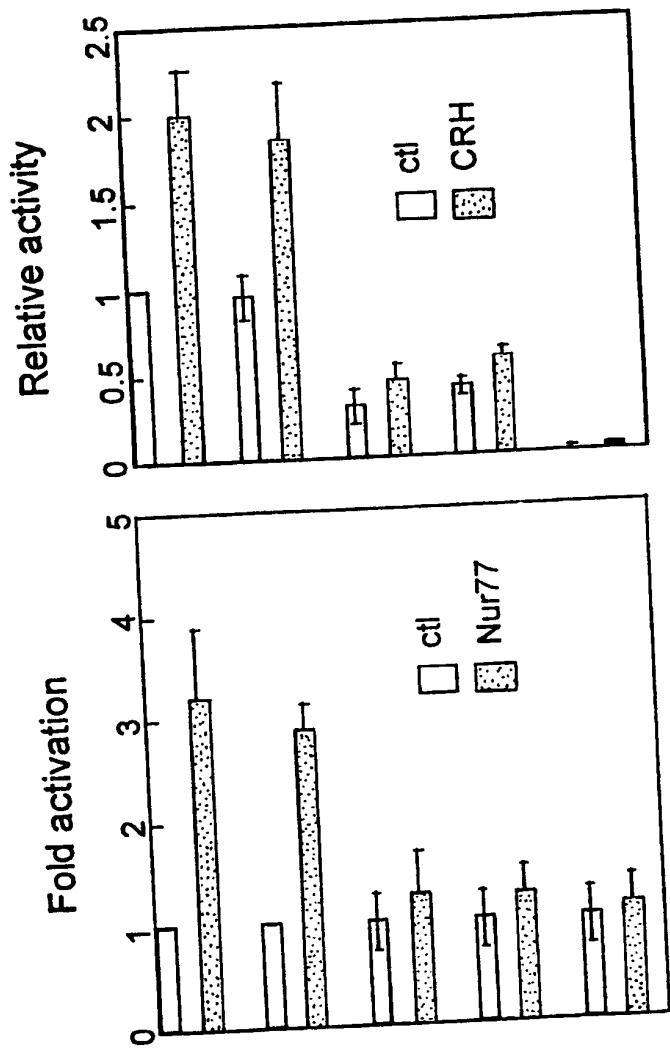 Fold activation
0 1 2 3 4 5
ctl
Nur77
Relative activity
0 0.5 1 1.5 2 2.5
ctl
CRH